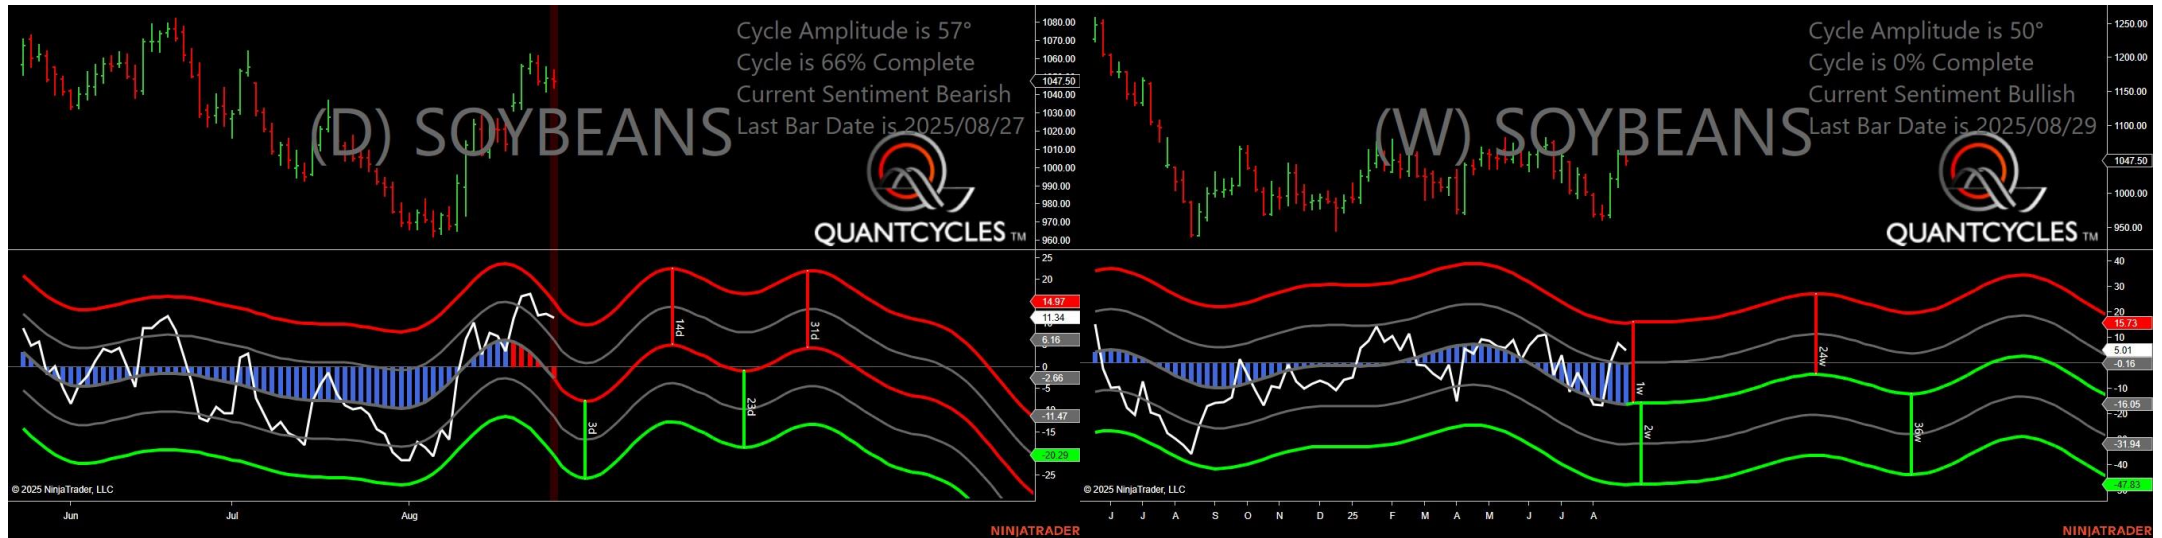 Cycle Amplitude is 57°
Cycle is 66% Complete
Current Sentiment Bearish
Last Bar Date is 2025/08/27
(D) SOYBEANS
QUANTCYCLES TM
1080.00
1070.00
1060.00
1047.50
1040.00
1030.00
1020.00
1010.00
1000.00
990.00
980.00
970.00
960.00
25
20
14.97
11.34
6.16
0
-2.66
-5
-11.47
-15
-20.29
-25
14d
31d
3d
23d
© 2025 NinjaTrader, LLC
Jun Jul Aug
NINJATRADER
Cycle Amplitude is 50°
Cycle is 0% Complete
Current Sentiment Bullish
Last Bar Date is 2025/08/29
(W) SOYBEANS
QUANTCYCLES TM
1250.00
1200.00
1150.00
1100.00
1047.50
1000.00
950.00
40
30
20
15.73
10
5.01
-0.16
-10
-16.05
-20
-31.94
-40
-47.83
1w
24w
2w
36w
© 2025 NinjaTrader, LLC
J J A S O N D 25 F M A M J J A
NINJATRADER